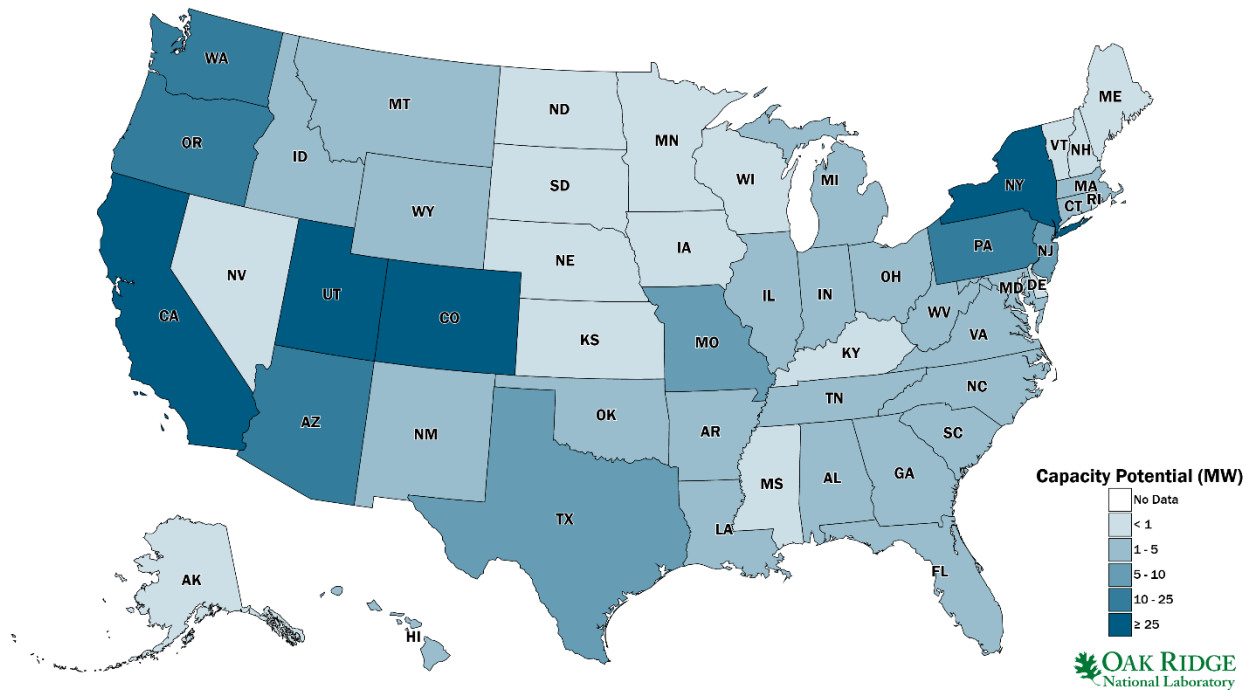 WA
MT
ND
MN
ME
OR
ID
SD
WI
MI
VT
NH
NY
MA
CT
RI
WY
IA
PA
NJ
NE
NV
UT
CO
IL
IN
OH
MD
DE
CA
KS
MO
WV
VA
KY
AZ
NM
OK
AR
TN
NC
SC
TX
LA
MS
AL
GA
FL
AK
HI
Capacity Potential (MW)
No Data
< 1
1 - 5
5 - 10
10 - 25
≥ 25
OAK RIDGE
National Laboratory